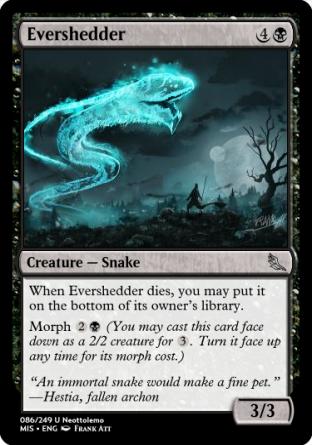 Evershedder 4
Creature — Snake
When Evershedder dies, you may put it
on the bottom of its owner's library.
Morph 2 (You may cast this card face
down as a 2/2 creature for 3. Turn it face up
any time for its morph cost.)
"An immortal snake would make a fine pet."
—Hestia, fallen archon
3/3
086/249 U Neottolemo
MIS • ENG Frank Att